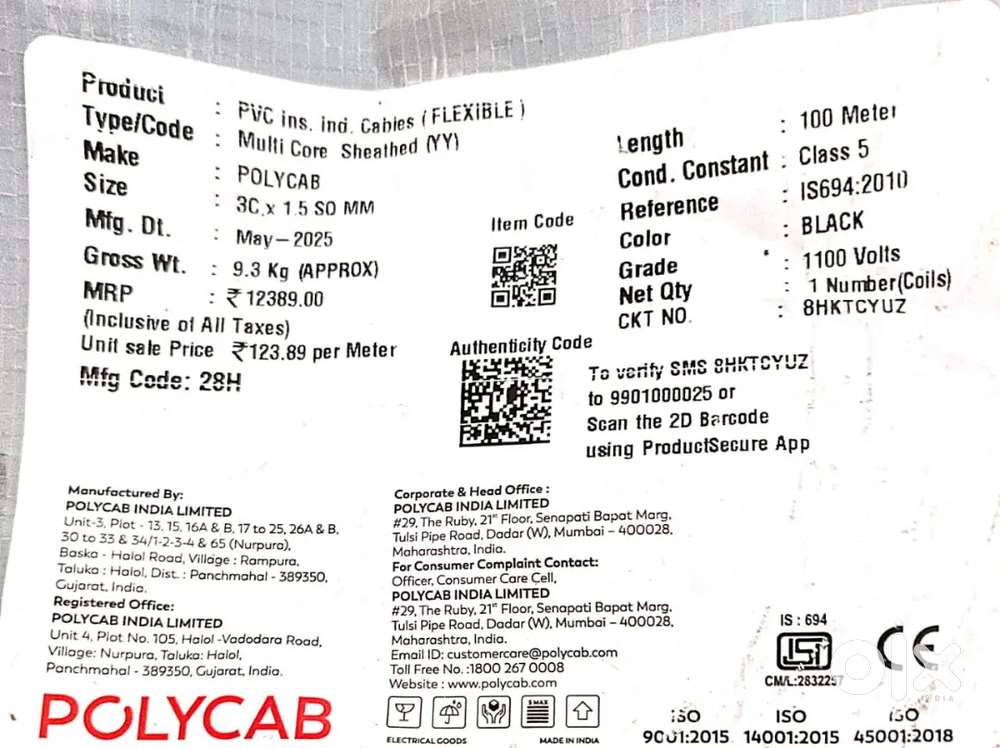 Product : PVC ins. ind. Cables (FLEXIBLE)
Type/Code : Multi Core Sheathed (YY)
Make : POLYCAB
Size : 3C x 1.5 SQ MM
Mfg. Dt. : May-2025
Gross Wt. : 9.3 Kg (APPROX)
MRP : ₹ 12389.00
(Inclusive of All Taxes)
Unit sale Price ₹123.89 per Meter
Mfg Code: 28H
Length : 100 Meter
Cond. Constant : Class 5
Reference : IS694:2010
Color : BLACK
Grade : 1100 Volts
Net Qty : 1 Number(Coils)
CKT NO. : 8HKTCYUZ
Item Code
Authenticity Code
To verify SMS 8HKTCYUZ
to 9901000025 or
Scan the 2D Barcode
using ProductSecure App
Manufactured By:
POLYCAB INDIA LIMITED
Unit-3, Plot - 13, 15, 16A & B, 17 to 25, 26A & B,
30 to 33 & 34/1-2-3-4 & 65 (Nurpura),
Baska - Halol Road, Village : Rampura,
Taluka : Halol, Dist. : Panchmahal - 389350,
Gujarat, India.
Registered Office:
POLYCAB INDIA LIMITED
Unit 4, Plot No. 105, Halol -Vadodara Road,
Village: Nurpura, Taluka: Halol,
Panchmahal - 389350, Gujarat, India.
POLYCAB
Corporate & Head Office :
POLYCAB INDIA LIMITED
#29, The Ruby, 21st Floor, Senapati Bapat Marg,
Tulsi Pipe Road, Dadar (W), Mumbai – 400028,
Maharashtra, India.
For Consumer Complaint Contact:
Officer, Consumer Care Cell,
POLYCAB INDIA LIMITED
#29, The Ruby, 21st Floor, Senapati Bapat Marg,
Tulsi Pipe Road, Dadar (W), Mumbai – 400028,
Maharashtra, India.
Email ID: customercare@polycab.com
Toll Free No. :1800 267 0008
Website : www.polycab.com
5 MAX
ELECTRICAL GOODS MADE IN INDIA
IS : 694
ISI
CM/L:2832257
CE
olx
INDIA
ISO
9001:2015
ISO
14001:2015
ISO
45001:2018